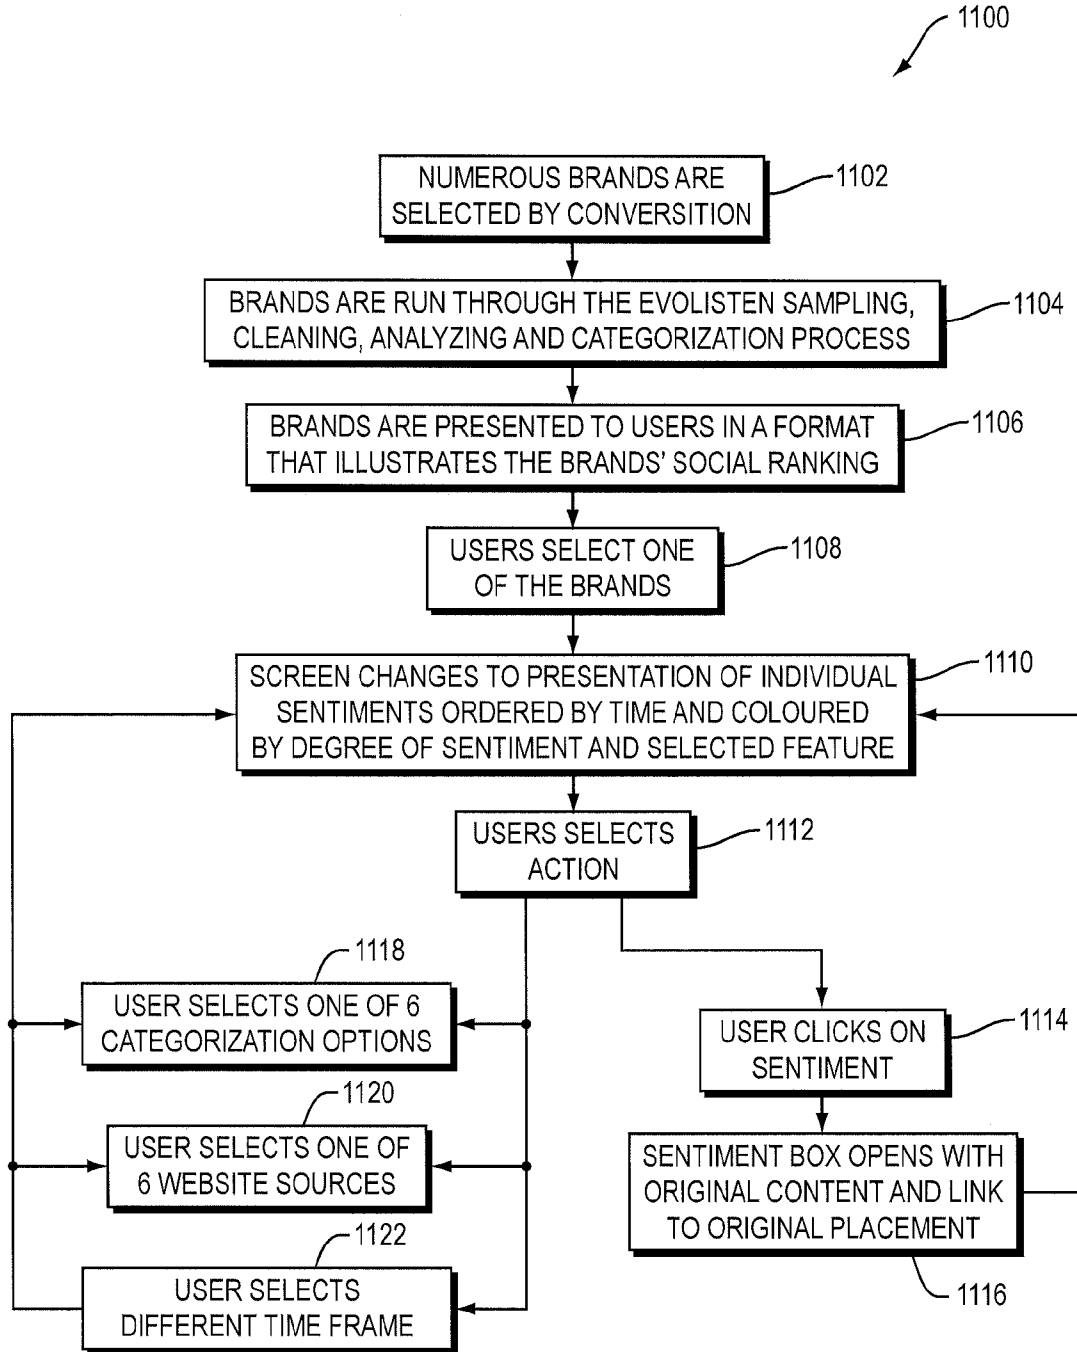 1100
NUMEROUS BRANDS ARE
SELECTED BY CONVERSITION
1102
BRANDS ARE RUN THROUGH THE EVOLISTEN SAMPLING,
CLEANING, ANALYZING AND CATEGORIZATION PROCESS
1104
BRANDS ARE PRESENTED TO USERS IN A FORMAT
THAT ILLUSTRATES THE BRANDS' SOCIAL RANKING
1106
USERS SELECT ONE
OF THE BRANDS
1108
SCREEN CHANGES TO PRESENTATION OF INDIVIDUAL
SENTIMENTS ORDERED BY TIME AND COLOURED
BY DEGREE OF SENTIMENT AND SELECTED FEATURE
1110
USERS SELECTS
ACTION
1112
1118
USER SELECTS ONE OF 6
CATEGORIZATION OPTIONS
1120
USER SELECTS ONE OF
6 WEBSITE SOURCES
1122
USER SELECTS
DIFFERENT TIME FRAME
USER CLICKS ON
SENTIMENT
1114
SENTIMENT BOX OPENS WITH
ORIGINAL CONTENT AND LINK
TO ORIGINAL PLACEMENT
1116